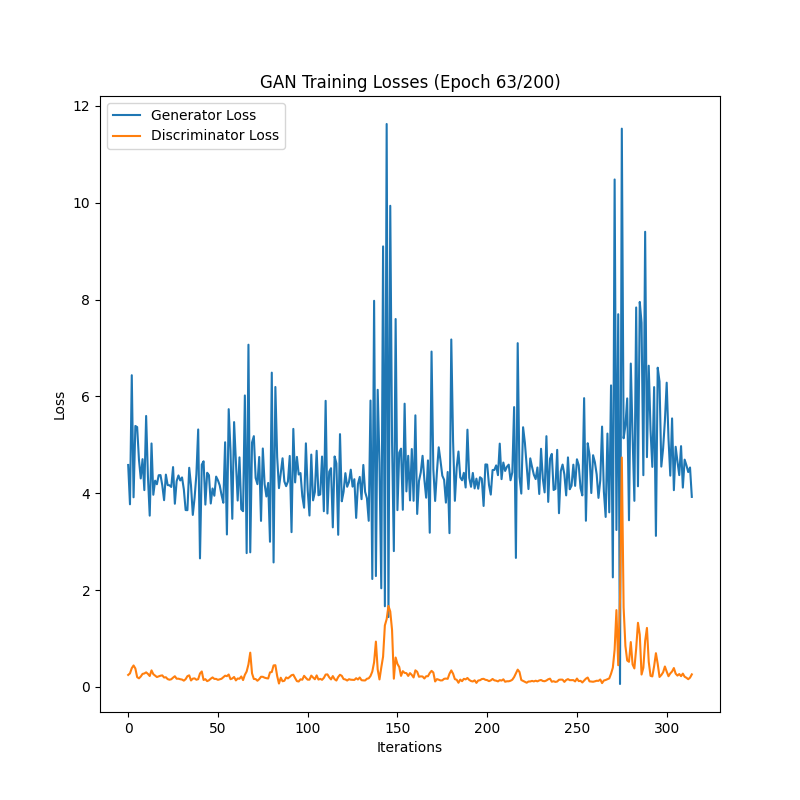 GAN Training Losses (Epoch 63/200)
Generator Loss
Discriminator Loss
12
10
8
6
4
2
0
Loss
0 50 100 150 200 250 300
Iterations